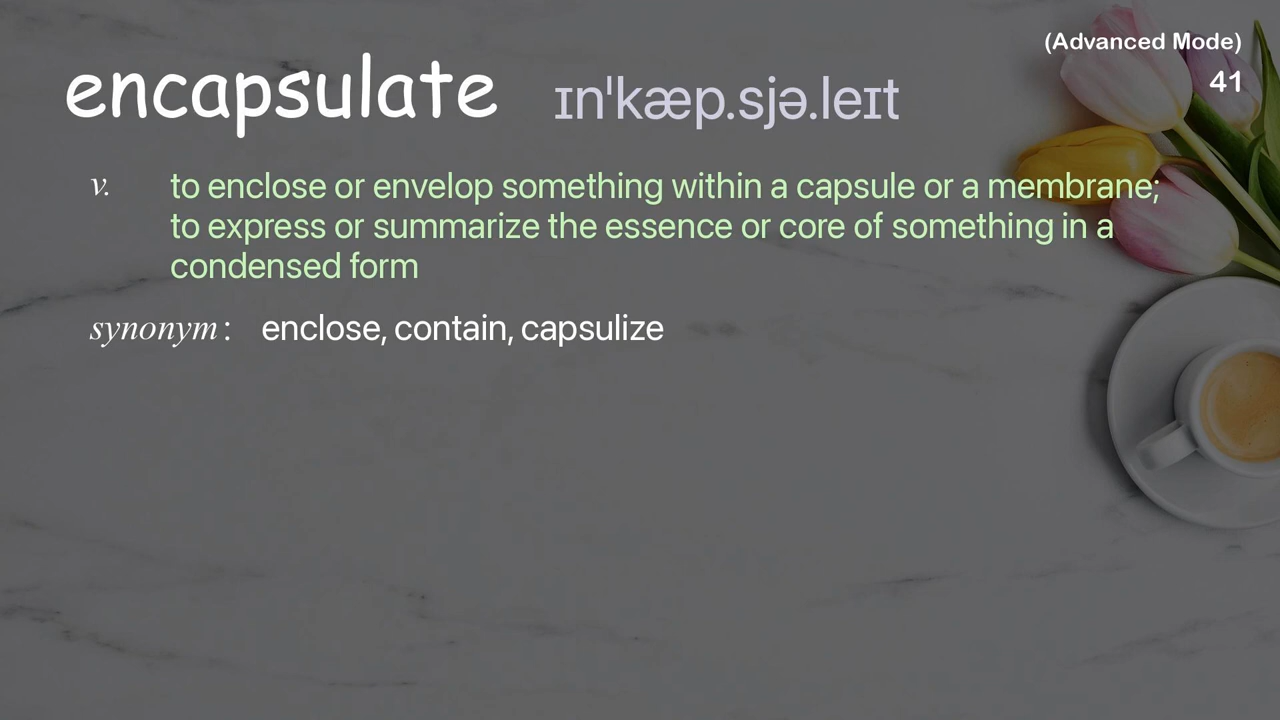 (Advanced Mode)
41
encapsulate ɪnˈkæp.sjə.leɪt
v. to enclose or envelop something within a capsule or a membrane;
to express or summarize the essence or core of something in a
condensed form
synonym: enclose, contain, capsulize